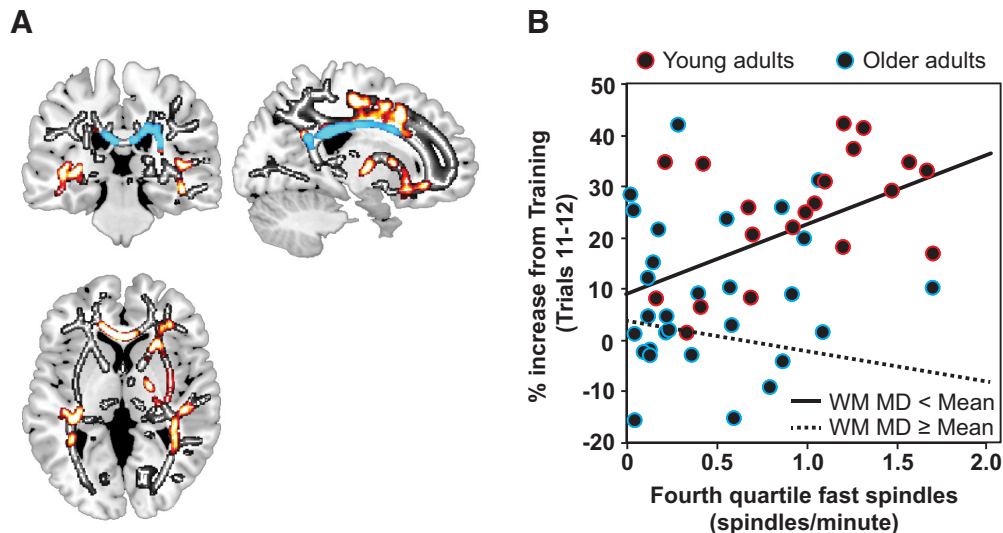 A
B
Young adults
Older adults
% increase from Training
(Trials 11-12)
50
40
30
20
10
0
-10
-20
WM MD < Mean
WM MD ≥ Mean
0
0.5
1.0
1.5
2.0
Fourth quartile fast spindles
(spindles/minute)